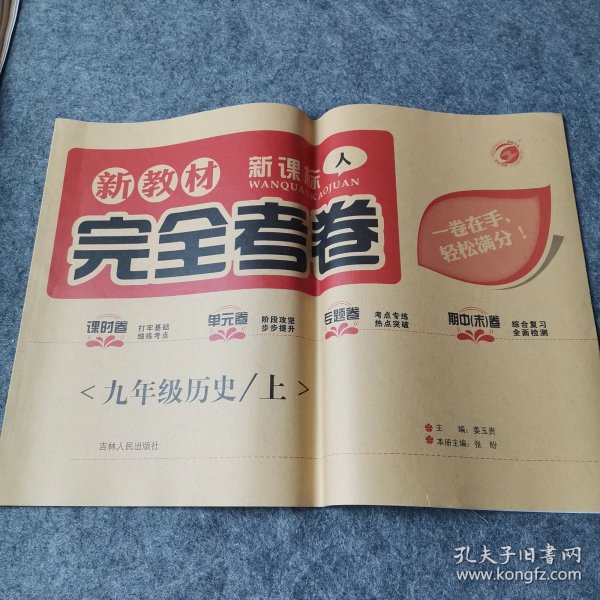 新教材
新课标
人
WANQUANKAOJUAN
完全考卷
一卷在手，
轻松满分！
课时卷
打牢基础
细练考点
单元卷
阶段攻坚
步步提升
专题卷
考点专练
热点突破
期中(末)卷
综合复习
全面检测
<九年级历史/上>
吉林人民出版社
主 编：姜玉贵
本册主编：张 盼
孔夫子旧书网
www.kongfz.com